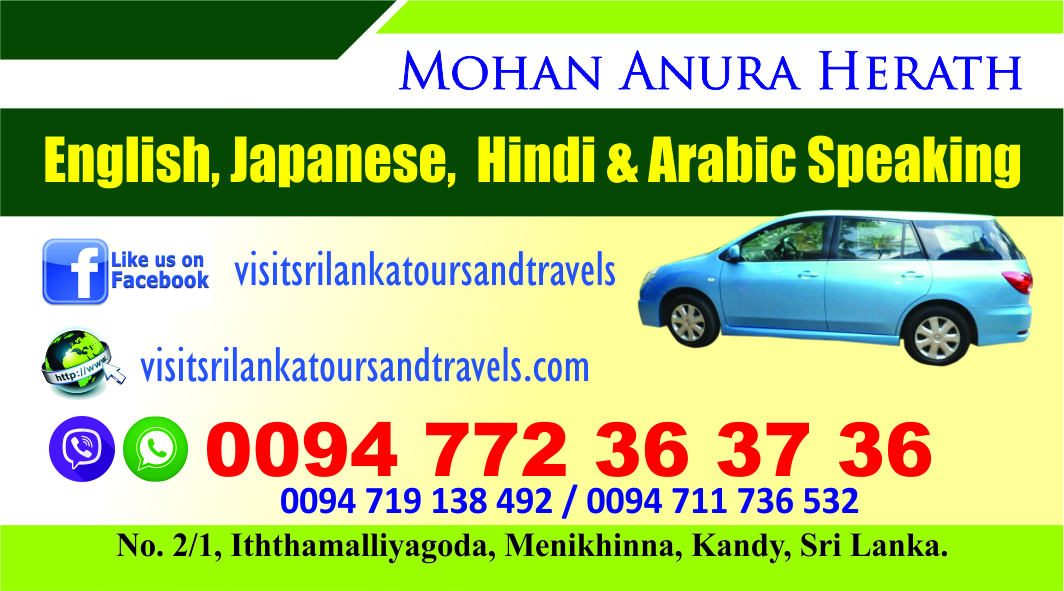 MOHAN ANURA HERATH
English, Japanese, Hindi & Arabic Speaking
f Like us on
Facebook
visitsrilankatoursandtravels
http://www
visitsrilankatoursandtravels.com
0094 772 36 37 36
0094 719 138 492 / 0094 711 736 532
No. 2/1, Iththamalliyagoda, Menikhinna, Kandy, Sri Lanka.